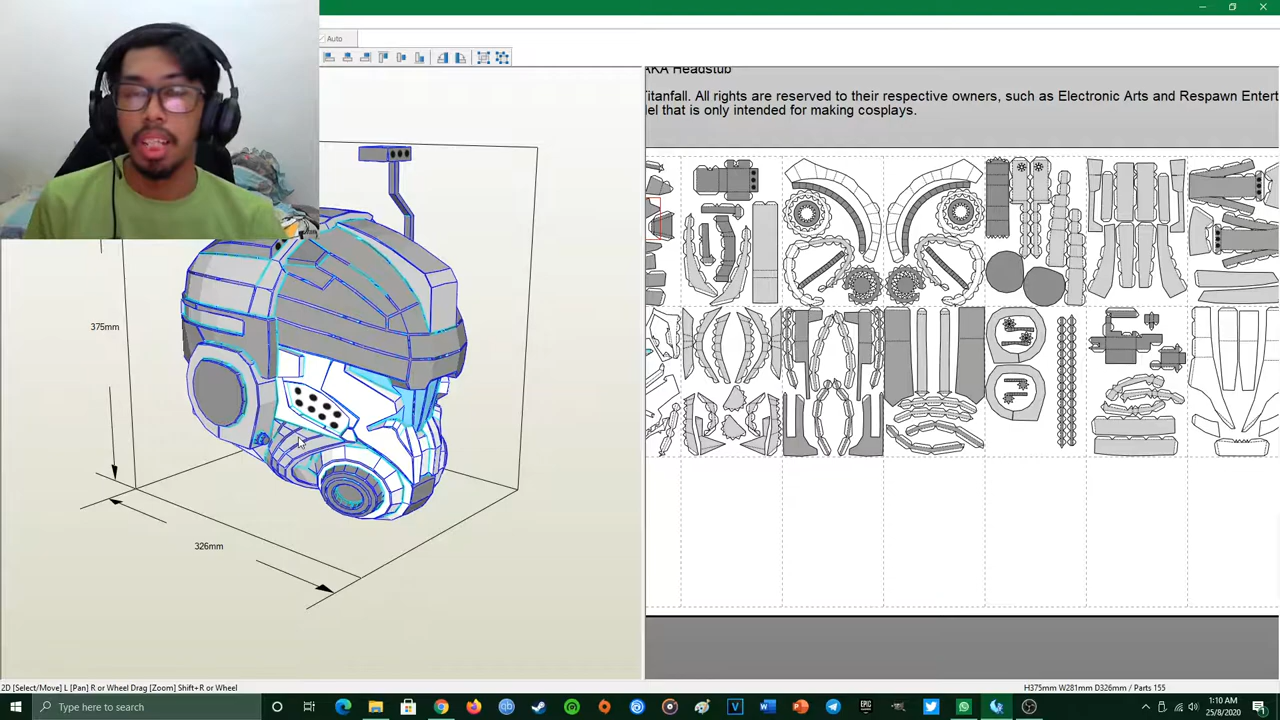 Auto
AKA Headstub
Titanfall. All rights are reserved to their respective owners, such as Electronic Arts and Respawn Entert
el that is only intended for making cosplays.
375mm
326mm
2D [Select/Move] L [Pan] R or Wheel Drag [Zoom] Shift+R or Wheel
H375mm W281mm D326mm / Parts 155
Type here to search
EPIC
1:10 AM
25/8/2020